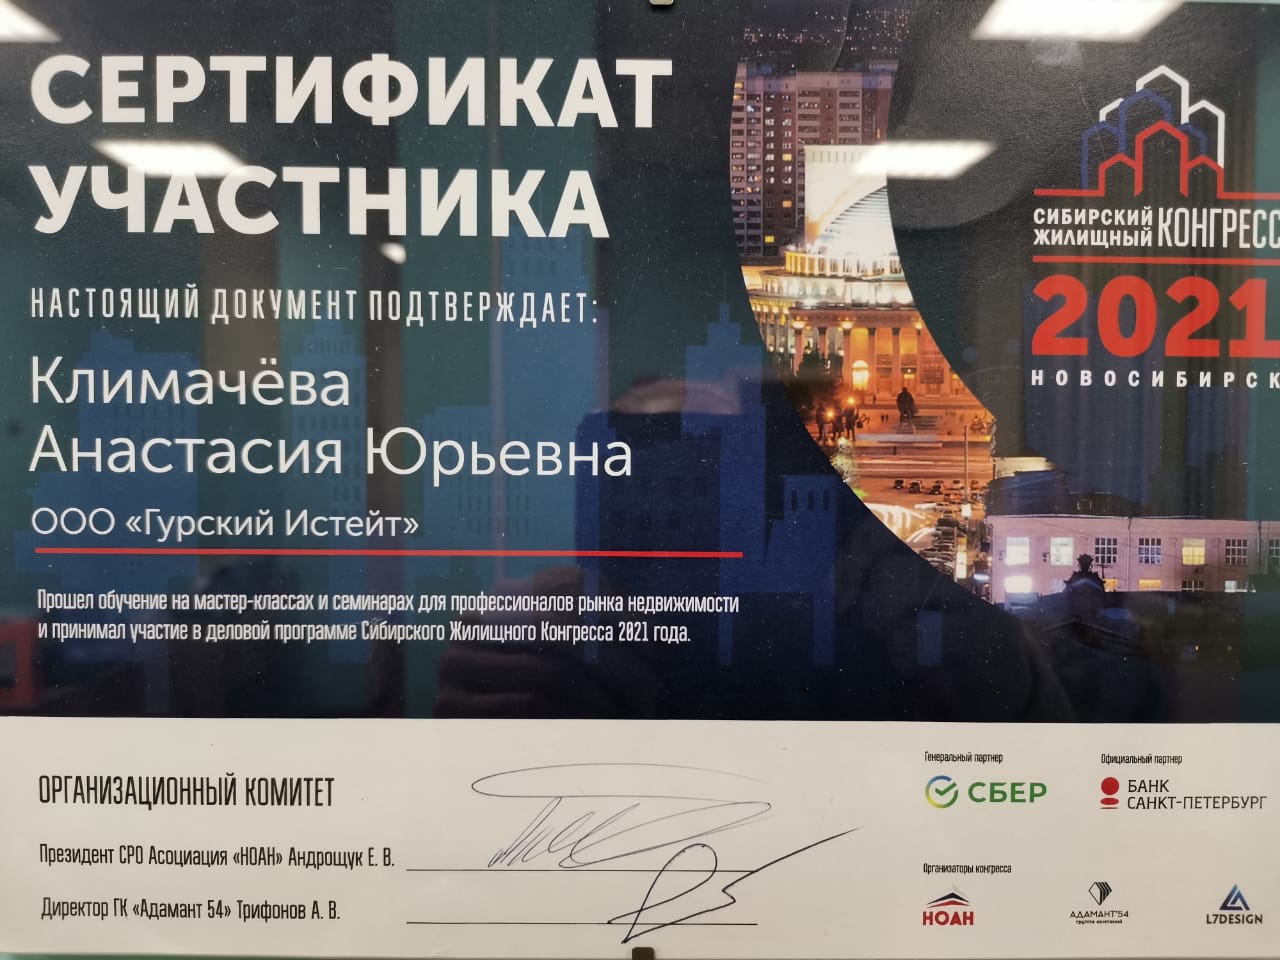 СЕРТИФИКАТ
УЧАСТНИКА
НАСТОЯЩИЙ ДОКУМЕНТ ПОДТВЕРЖДАЕТ:
Климачёва
Анастасия Юрьевна
ООО «Гурский Истейт»
Прошел обучение на мастер-классах и семинарах для профессионалов рынка недвижимости
и принимал участие в деловой программе Сибирского Жилищного Конгресса 2021 года.
СИБИРСКИЙ
ЖИЛИЩНЫЙ КОНГРЕСС
2021
НОВОСИБИРСК
ОРГАНИЗАЦИОННЫЙ КОМИТЕТ
Президент СРО Асоциация «НОАН» Андрощук Е. В.
Директор ГК «Адамант 54» Трифонов А. В.
Генеральный партнер
СБЕР
Официальный партнер
БАНК
САНКТ-ПЕТЕРБУРГ
Организаторы конгресса
НОАН
АДАМАНТ'54
группа компаний
L7DESIGN